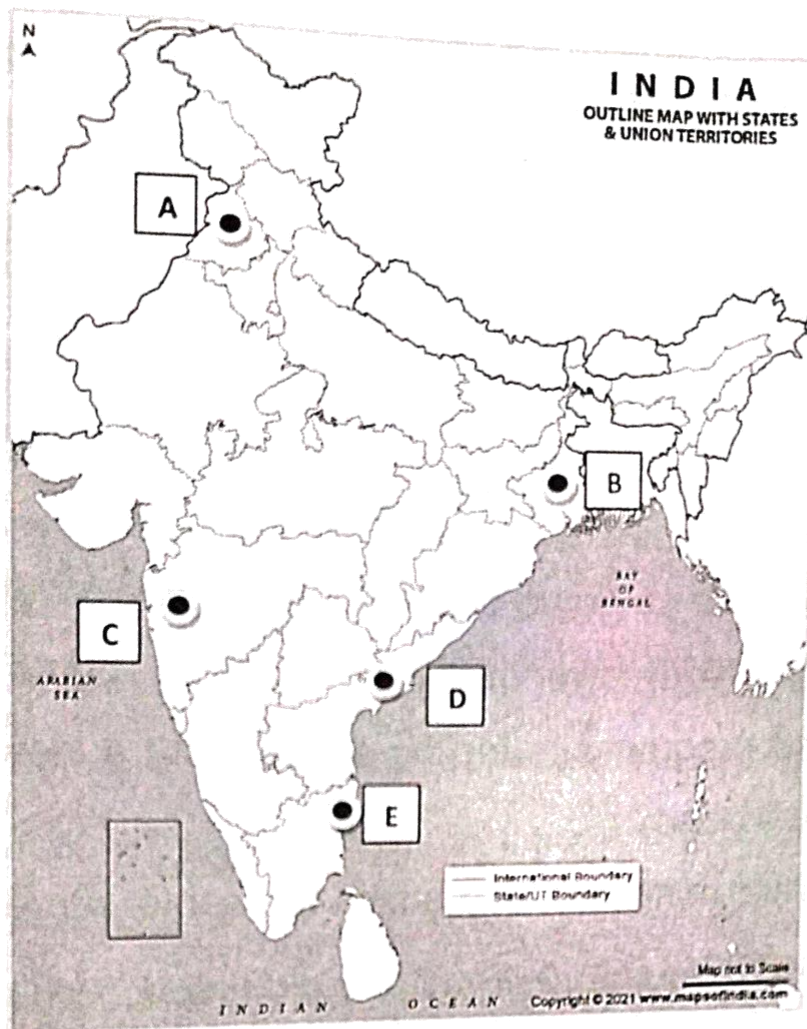 N
I N D I A
OUTLINE MAP WITH STATES
& UNION TERRITORIES
A
B
BAY
OF
BENGAL
C
ARABIAN
SEA
D
E
International Boundary
State/UT Boundary
Map not to Scale
INDIAN OCEAN
Copyright © 2021 www.mapsofindia.com